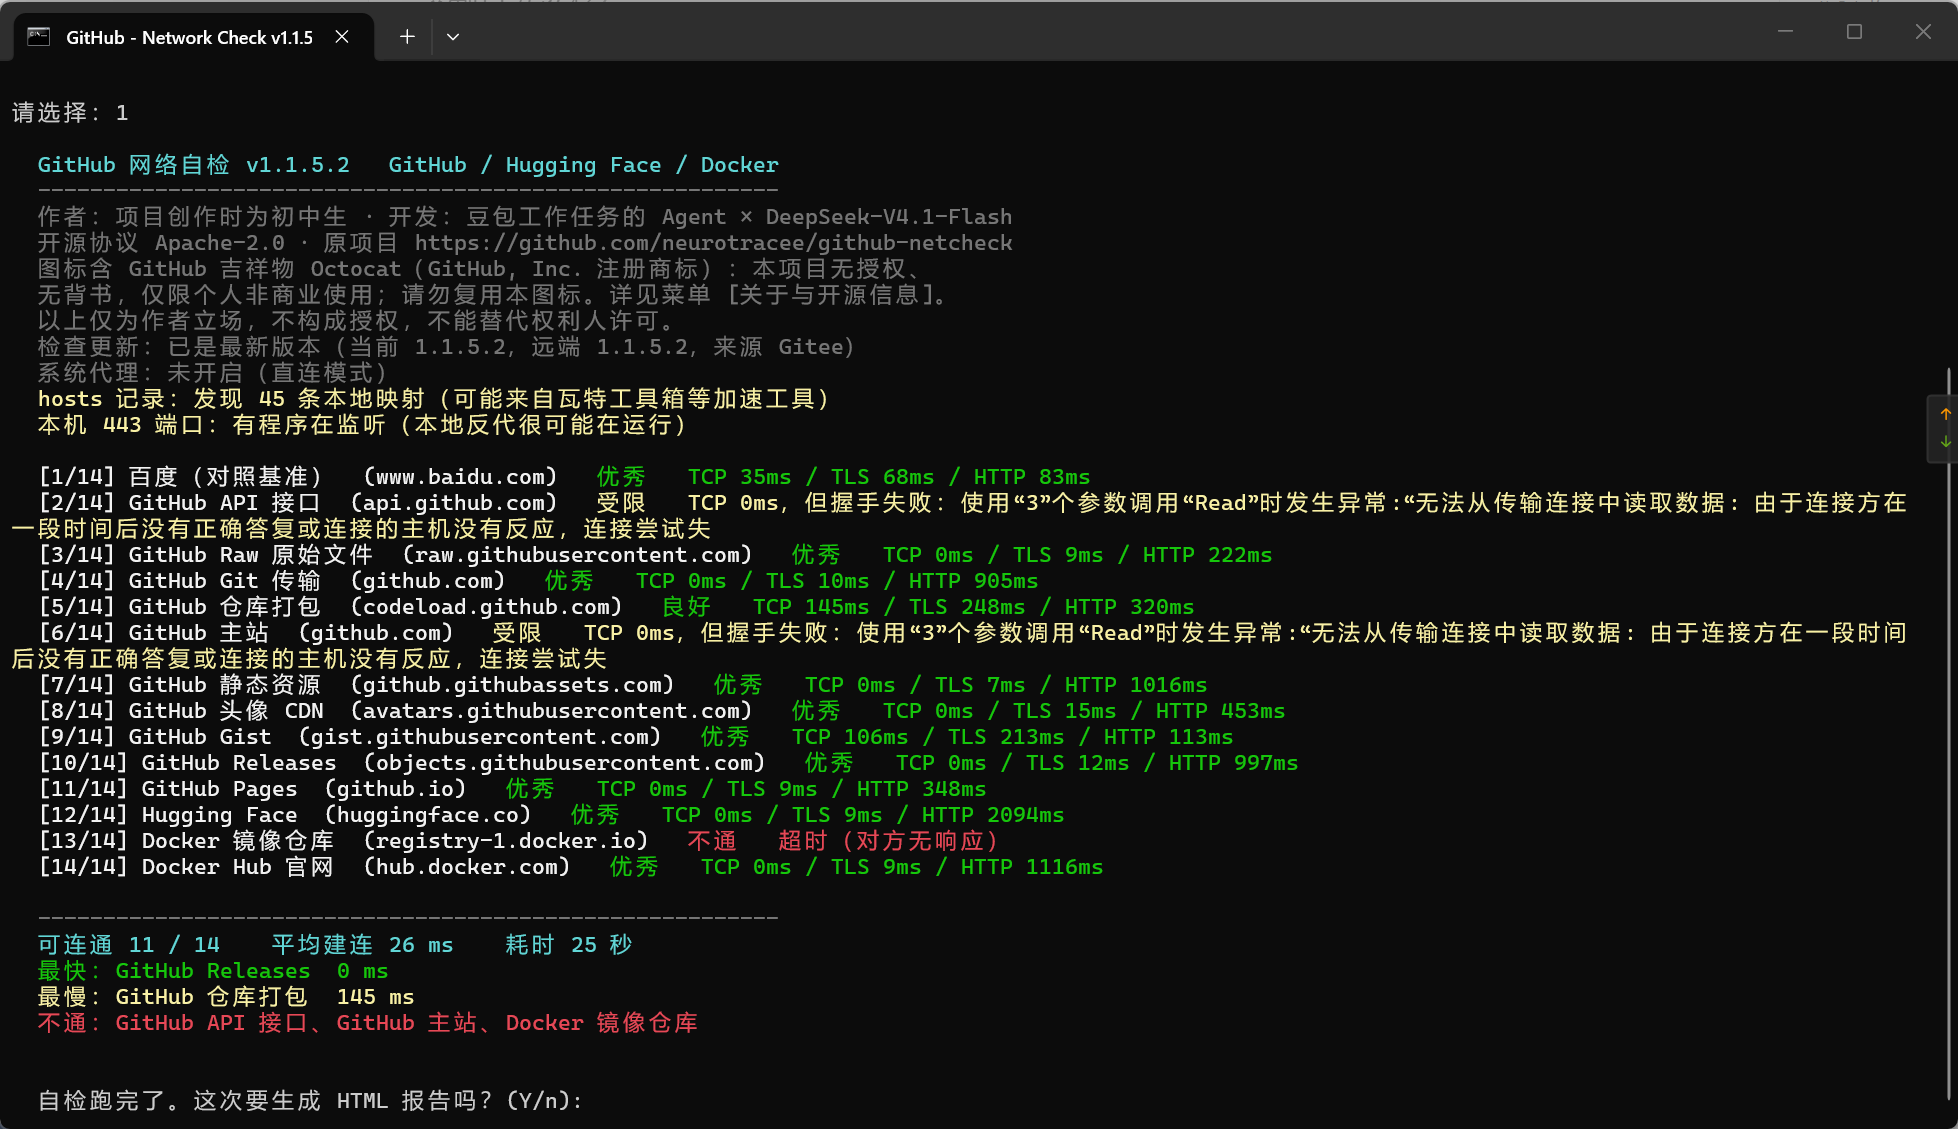 GitHub - Network Check v1.1.5
请选择: 1
GitHub 网络自检 v1.1.5.2 GitHub / Hugging Face / Docker
--------------------------------------------------------
作者: 项目创作时为初中生 · 开发: 豆包工作任务的 Agent × DeepSeek-V4.1-Flash
开源协议 Apache-2.0 · 原项目 https://github.com/neurotracee/github-netcheck
图标含 GitHub 吉祥物 Octocat（GitHub, Inc. 注册商标）: 本项目无授权、
无背书, 仅限个人非商业使用; 请勿复用本图标。详见菜单 [关于与开源信息]。
以上仅为作者立场, 不构成授权, 不能替代权利人许可。
检查更新: 已是最新版本（当前 1.1.5.2, 远端 1.1.5.2, 来源 Gitee）
系统代理: 未开启（直连模式）
hosts 记录: 发现 45 条本地映射（可能来自瓦特工具箱等加速工具）
本机 443 端口: 有程序在监听（本地反代很可能在运行）
[1/14] 百度（对照基准） (www.baidu.com) 优秀 TCP 35ms / TLS 68ms / HTTP 83ms
[2/14] GitHub API 接口 (api.github.com) 受限 TCP 0ms, 但握手失败: 使用“3”个参数调用“Read”时发生异常:“无法从传输连接中读取数据: 由于连接方在
一段时间后没有正确答复或连接的主机没有反应, 连接尝试失
[3/14] GitHub Raw 原始文件 (raw.githubusercontent.com) 优秀 TCP 0ms / TLS 9ms / HTTP 222ms
[4/14] GitHub Git 传输 (github.com) 优秀 TCP 0ms / TLS 10ms / HTTP 905ms
[5/14] GitHub 仓库打包 (codeload.github.com) 良好 TCP 145ms / TLS 248ms / HTTP 320ms
[6/14] GitHub 主站 (github.com) 受限 TCP 0ms, 但握手失败: 使用“3”个参数调用“Read”时发生异常:“无法从传输连接中读取数据: 由于连接方在一段时间
后没有正确答复或连接的主机没有反应, 连接尝试失
[7/14] GitHub 静态资源 (github.githubassets.com) 优秀 TCP 0ms / TLS 7ms / HTTP 1016ms
[8/14] GitHub 头像 CDN (avatars.githubusercontent.com) 优秀 TCP 0ms / TLS 15ms / HTTP 453ms
[9/14] GitHub Gist (gist.githubusercontent.com) 优秀 TCP 106ms / TLS 213ms / HTTP 113ms
[10/14] GitHub Releases (objects.githubusercontent.com) 优秀 TCP 0ms / TLS 12ms / HTTP 997ms
[11/14] GitHub Pages (github.io) 优秀 TCP 0ms / TLS 9ms / HTTP 348ms
[12/14] Hugging Face (huggingface.co) 优秀 TCP 0ms / TLS 9ms / HTTP 2094ms
[13/14] Docker 镜像仓库 (registry-1.docker.io) 不通 超时（对方无响应）
[14/14] Docker Hub 官网 (hub.docker.com) 优秀 TCP 0ms / TLS 9ms / HTTP 1116ms
--------------------------------------------------------
可连通 11 / 14 平均建连 26 ms 耗时 25 秒
最快: GitHub Releases 0 ms
最慢: GitHub 仓库打包 145 ms
不通: GitHub API 接口、GitHub 主站、Docker 镜像仓库
自检跑完了。这次要生成 HTML 报告吗? (Y/n):